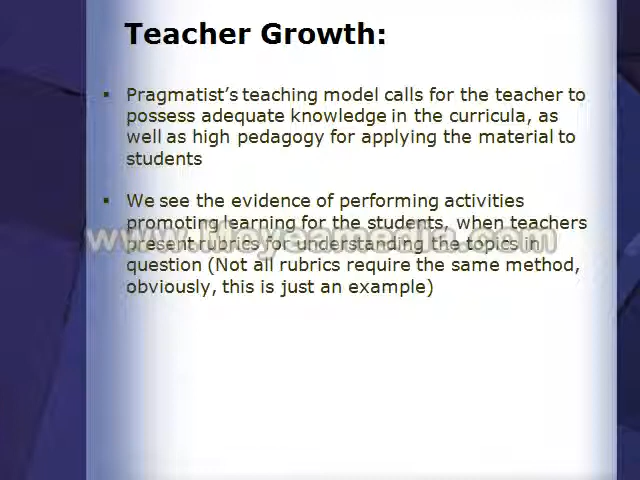 Teacher Growth:
▪ Pragmatist's teaching model calls for the teacher to
possess adequate knowledge in the curricula, as
well as high pedagogy for applying the material to
students
▪ We see the evidence of performing activities
promoting learning for the students, when teachers
present rubrics for understanding the topics in
question (Not all rubrics require the same method,
obviously, this is just an example)
www.moyeamedia.com